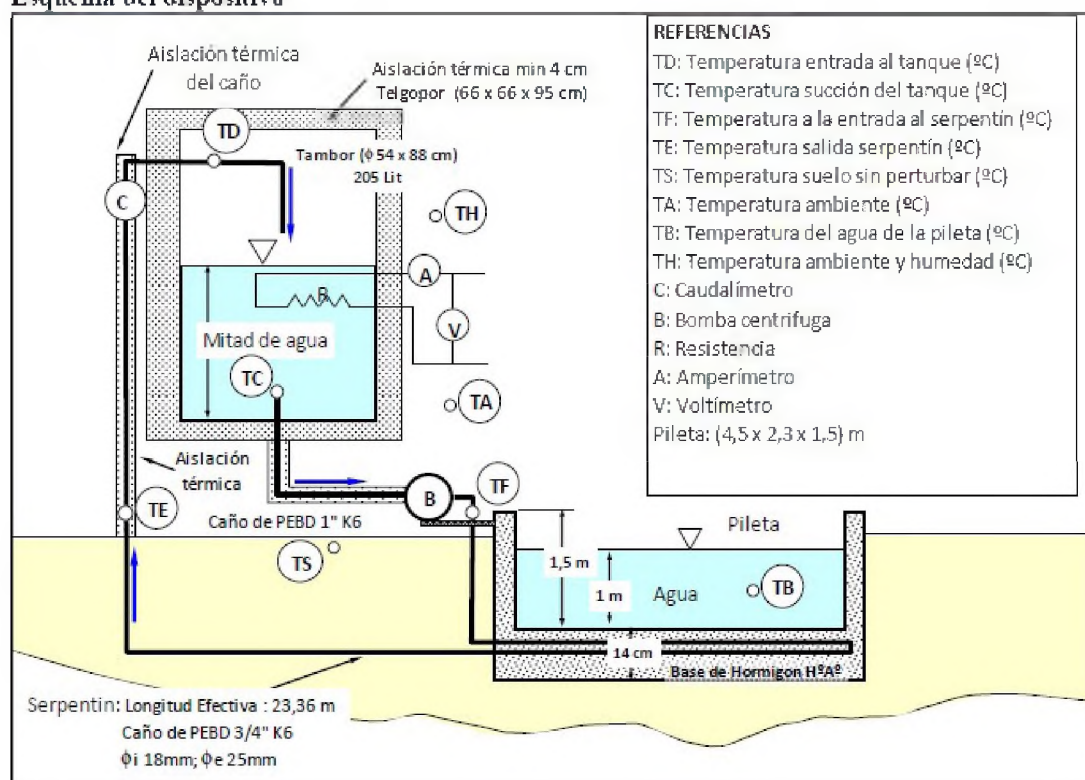 Esquema del dispositivo
Aislación térmica
del caño
Aislación térmica min 4 cm
Telgopor (66 x 66 x 95 cm)
TD
Tambor (ϕ 54 x 88 cm)
205 Lit
C
TH
A
R
V
Mitad de agua
TC
TA
Aislación
térmica
B
TF
TE
Caño de PEBD 1" K6
TS
Pileta
1,5 m
1 m
Agua
TB
14 cm
Base de Hormigon HºAº
Serpentin: Longitud Efectiva : 23,36 m
Caño de PEBD 3/4" K6
ϕi 18mm; ϕe 25mm
REFERENCIAS
TD: Temperatura entrada al tanque (ºC)
TC: Temperatura succión del tanque (ºC)
TF: Temperatura a la entrada al serpentín (ºC)
TE: Temperatura salida serpentín (ºC)
TS: Temperatura suelo sin perturbar (ºC)
TA: Temperatura ambiente (ºC)
TB: Temperatura del agua de la pileta (ºC)
TH: Temperatura ambiente y humedad (ºC)
C: Caudalímetro
B: Bomba centrifuga
R: Resistencia
A: Amperímetro
V: Voltímetro
Pileta: (4,5 x 2,3 x 1,5) m